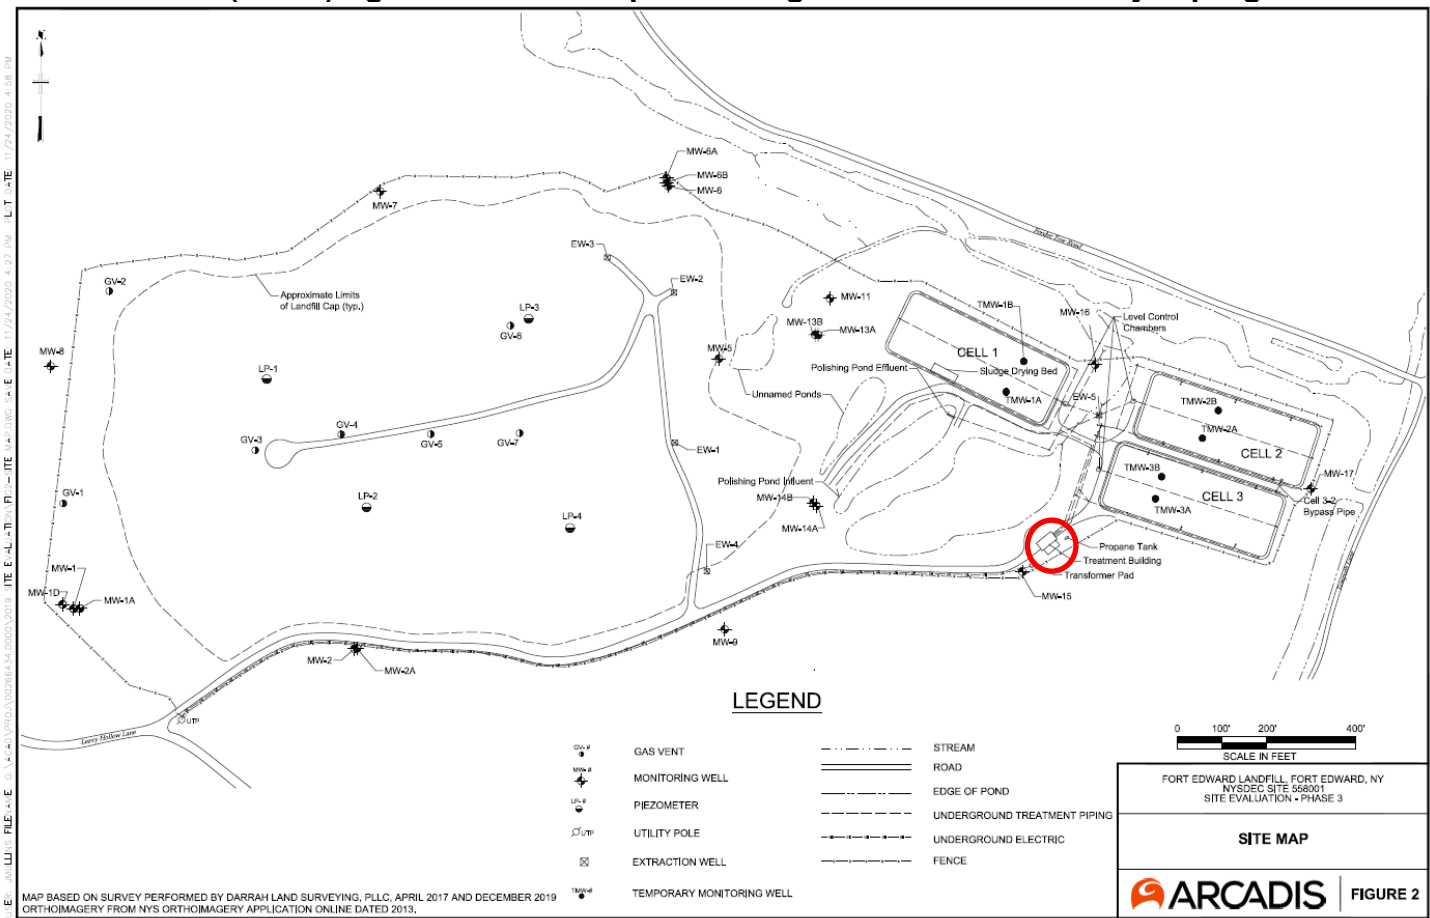 MW-6A
MW-6B
MW-6
MW-7
EW-3
EW-2
GV-2
Approximate Limits
of Landfill Cap (typ.)
LP-3
GV-6
MW-11
MW-13B
MW-13A
TMW-1B
MW-16
Level Control
Chambers
MW-8
MW-5
CELL 1
Polishing Pond Effluent
Sludge Drying Bed
LP-1
Unnamed Ponds
TMW-1A
EW-5
TMW-2B
TMW-2A
GV-4
GV-3
GV-5
GV-7
EW-1
CELL 2
TMW-3B
MW-17
Polishing Pond Influent
CELL 3
Cell 3-2
Bypass Pipe
GV-1
LP-2
MW-14B
TMW-3A
LP-4
MW-14A
EW-4
Propane Tank
Treatment Building
Transformer Pad
MW-1
MW-1D
MW-1A
MW-15
MW-9
MW-2
MW-2A
UTP
Leavy Hollow Lane
LEGEND
GV-#
GAS VENT
MW-#
MONITORING WELL
LP-#
PIEZOMETER
UTP
UTILITY POLE
EXTRACTION WELL
TMW-#
TEMPORARY MONITORING WELL
STREAM
ROAD
EDGE OF POND
UNDERGROUND TREATMENT PIPING
UNDERGROUND ELECTRIC
FENCE
0 100' 200' 400'
SCALE IN FEET
FORT EDWARD LANDFILL, FORT EDWARD, NY
NYSDEC SITE 558001
SITE EVALUATION - PHASE 3
SITE MAP
ARCADIS
FIGURE 2
MAP BASED ON SURVEY PERFORMED BY DARRAH LAND SURVEYING, PLLC, APRIL 2017 AND DECEMBER 2019
ORTHOIMAGERY FROM NYS ORTHOIMAGERY APPLICATION ONLINE DATED 2013.